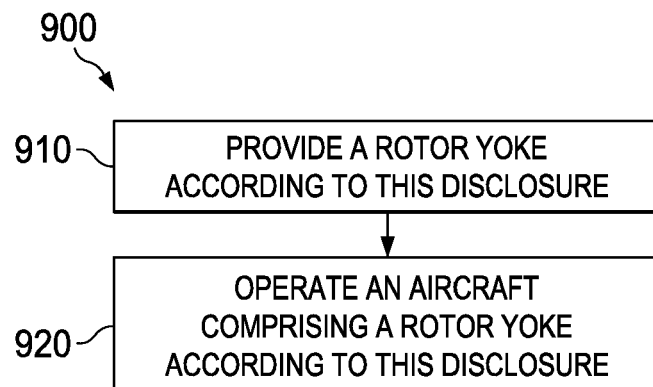 900
910
PROVIDE A ROTOR YOKE
ACCORDING TO THIS DISCLOSURE
OPERATE AN AIRCRAFT
920
COMPRISING A ROTOR YOKE
ACCORDING TO THIS DISCLOSURE